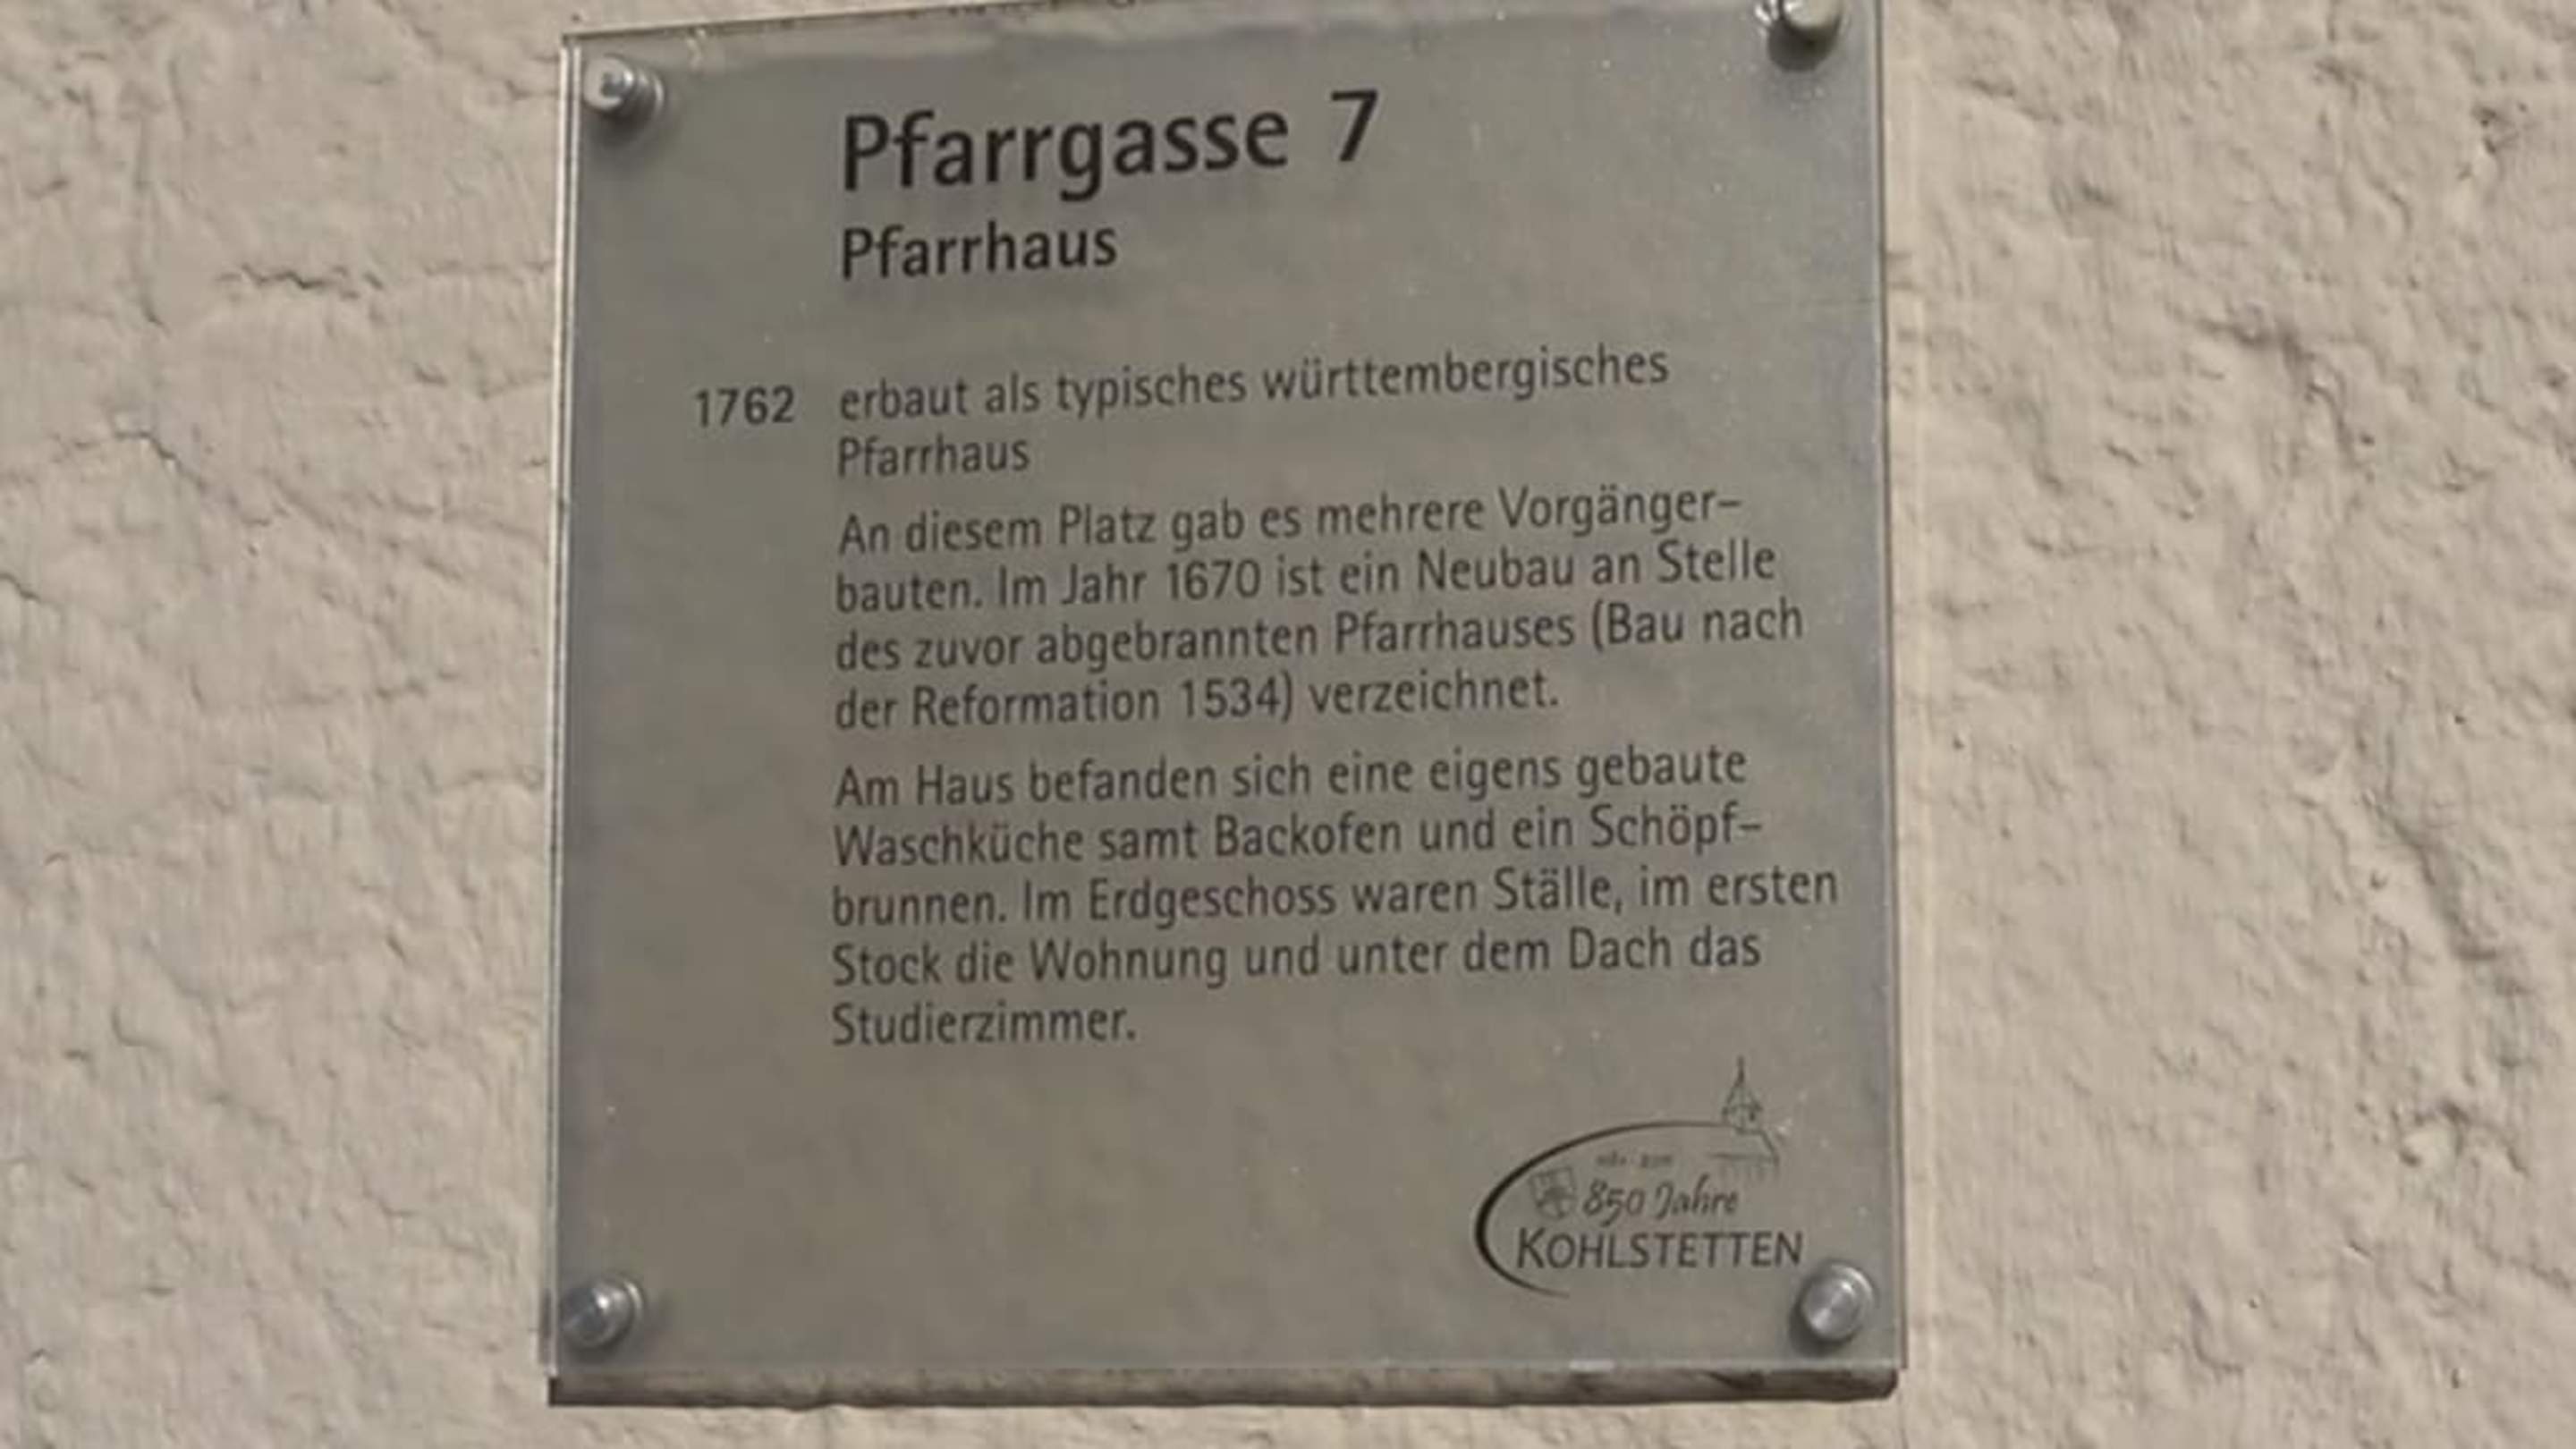 Pfarrgasse 7
Pfarrhaus
1762 erbaut als typisches württembergisches
Pfarrhaus
An diesem Platz gab es mehrere Vorgänger-
bauten. Im Jahr 1670 ist ein Neubau an Stelle
des zuvor abgebrannten Pfarrhauses (Bau nach
der Reformation 1534) verzeichnet.
Am Haus befanden sich eine eigens gebaute
Waschküche samt Backofen und ein Schöpf-
brunnen. Im Erdgeschoss waren Ställe, im ersten
Stock die Wohnung und unter dem Dach das
Studierzimmer.
850 Jahre
KOHLSTETTEN